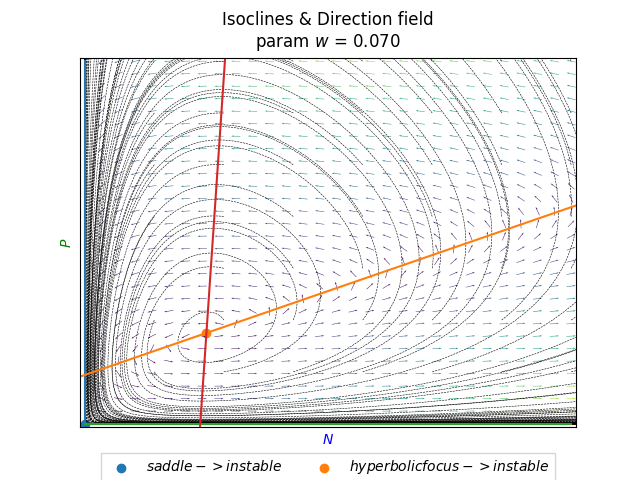 Isoclines & Direction field
param w = 0.070
P
N
saddle − > instable
hyperbolicfocus − > instable